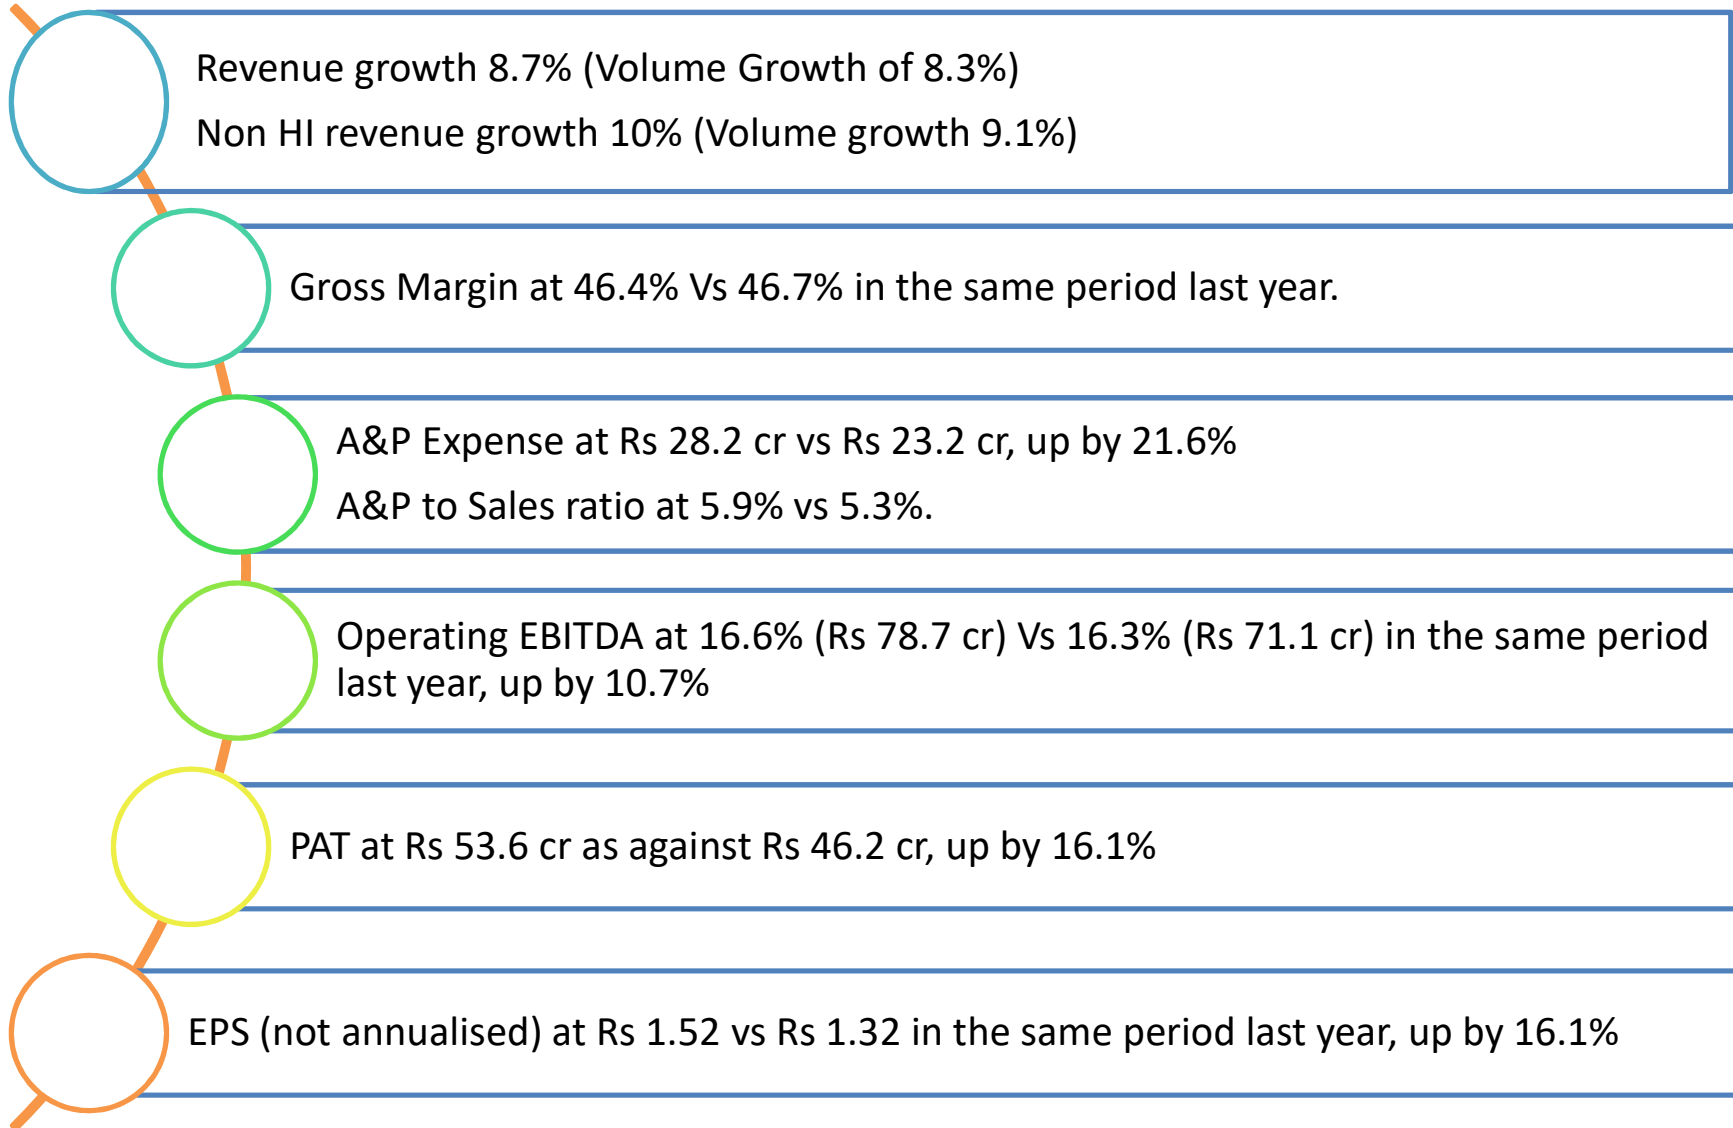 Revenue growth 8.7% (Volume Growth of 8.3%)
Non HI revenue growth 10% (Volume growth 9.1%)
Gross Margin at 46.4% Vs 46.7% in the same period last year.
A&P Expense at Rs 28.2 cr vs Rs 23.2 cr, up by 21.6%
A&P to Sales ratio at 5.9% vs 5.3%.
Operating EBITDA at 16.6% (Rs 78.7 cr) Vs 16.3% (Rs 71.1 cr) in the same period
last year, up by 10.7%
PAT at Rs 53.6 cr as against Rs 46.2 cr, up by 16.1%
EPS (not annualised) at Rs 1.52 vs Rs 1.32 in the same period last year, up by 16.1%